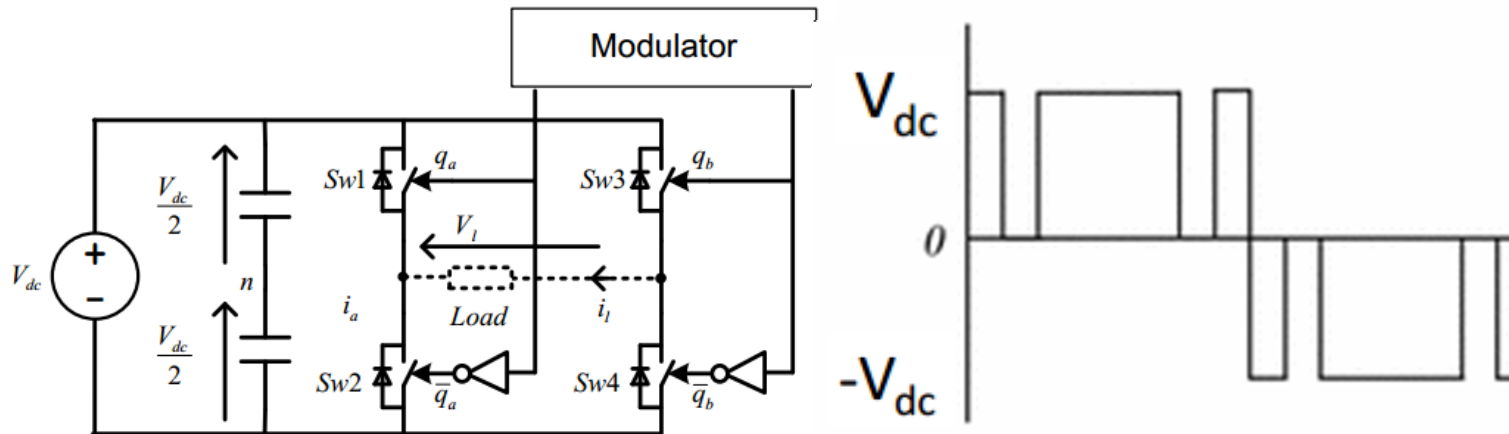 Modulator
q_a
q_b
Sw1
Sw3
V_dc/2
V_l
V_dc
+
−
n
i_a
Load
i_l
V_dc/2
Sw2
q̅_a
Sw4
q̅_b
V_dc
0
-V_dc